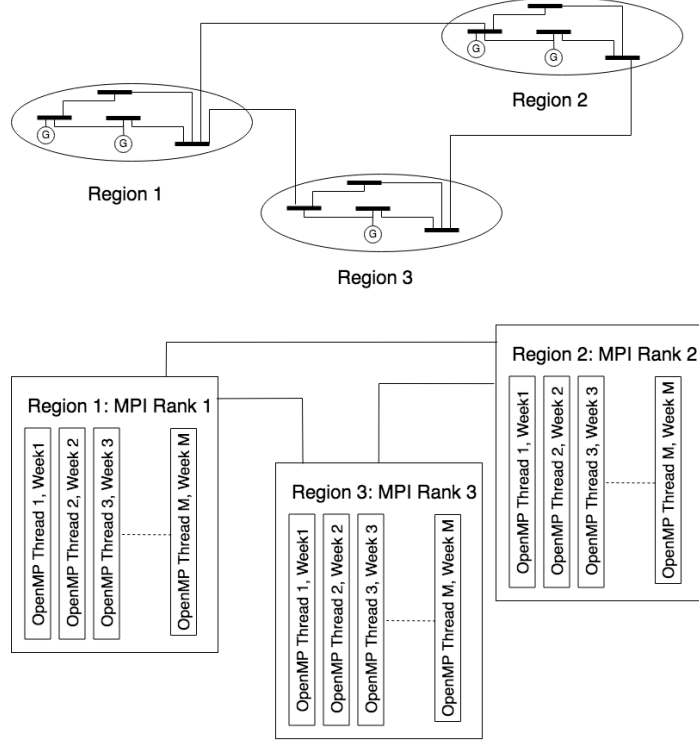 G
G
Region 2
G
G
Region 1
G
Region 3
Region 2: MPI Rank 2
OpenMP Thread 1, Week1
OpenMP Thread 2, Week 2
OpenMP Thread 3, Week 3
OpenMP Thread M, Week M
Region 1: MPI Rank 1
OpenMP Thread 1, Week1
OpenMP Thread 2, Week 2
OpenMP Thread 3, Week 3
OpenMP Thread M, Week M
Region 3: MPI Rank 3
OpenMP Thread 1, Week1
OpenMP Thread 2, Week 2
OpenMP Thread 3, Week 3
OpenMP Thread M, Week M